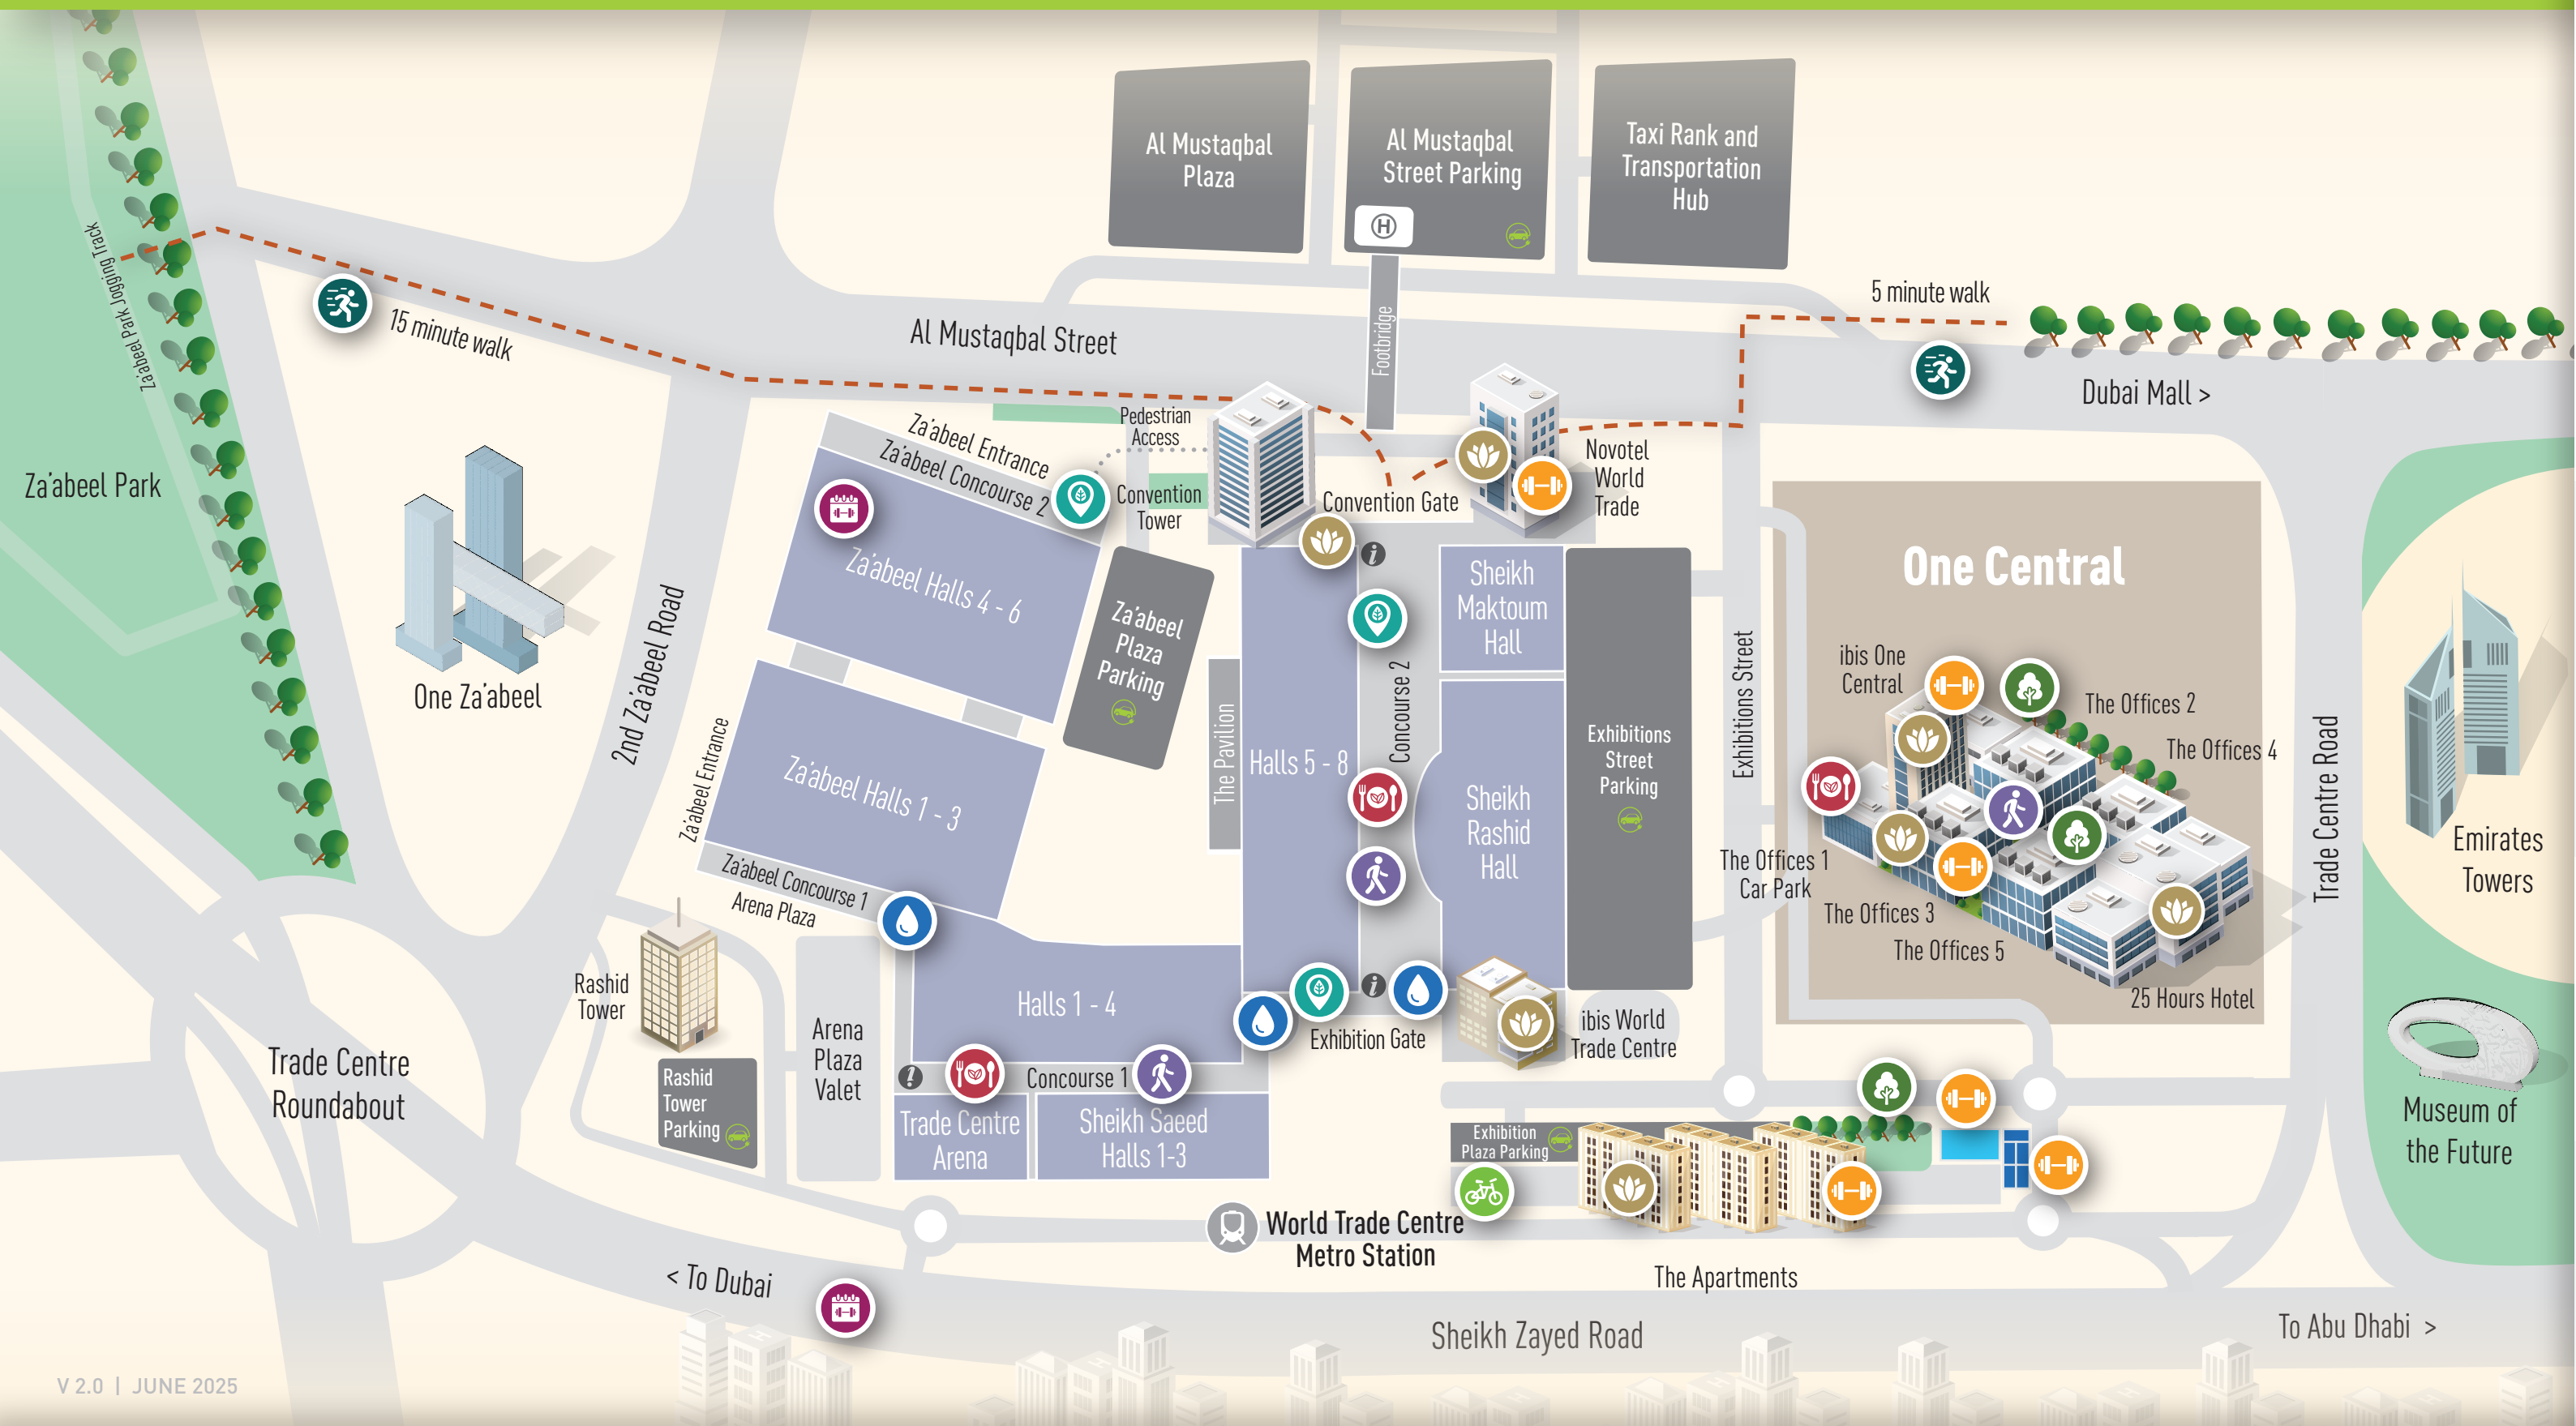 Al Mustaqbal
Plaza
Al Mustaqbal
Street Parking
H
Taxi Rank and
Transportation
Hub
Za'abeel Park Jogging Track
15 minute walk
Al Mustaqbal Street
Footbridge
5 minute walk
Dubai Mall >
Za'abeel Park
One Za'abeel
2nd Za'abeel Road
Za'abeel Entrance
Za'abeel Concourse 2
Pedestrian
Access
Convention
Tower
Convention Gate
i
Novotel
World
Trade
Za'abeel Halls 4 - 6
Za'abeel
Plaza
Parking
Za'abeel Entrance
Za'abeel Halls 1 - 3
Za'abeel Concourse 1
Arena Plaza
The Pavilion
Halls 5 - 8
Concourse 2
Sheikh
Maktoum
Hall
Sheikh
Rashid
Hall
Exhibitions
Street
Parking
Exhibitions Street
One Central
ibis One
Central
The Offices 2
The Offices 4
The Offices 1
Car Park
The Offices 3
The Offices 5
25 Hours Hotel
Trade Centre Road
Emirates
Towers
Museum of
the Future
Trade Centre
Roundabout
Rashid
Tower
Rashid
Tower
Parking
Arena
Plaza
Valet
Halls 1 - 4
!
Concourse 1
Trade Centre
Arena
Sheikh Saeed
Halls 1-3
i
Exhibition Gate
ibis World
Trade Centre
Exhibition
Plaza Parking
World Trade Centre
Metro Station
The Apartments
< To Dubai
Sheikh Zayed Road
To Abu Dhabi >
V 2.0 | JUNE 2025